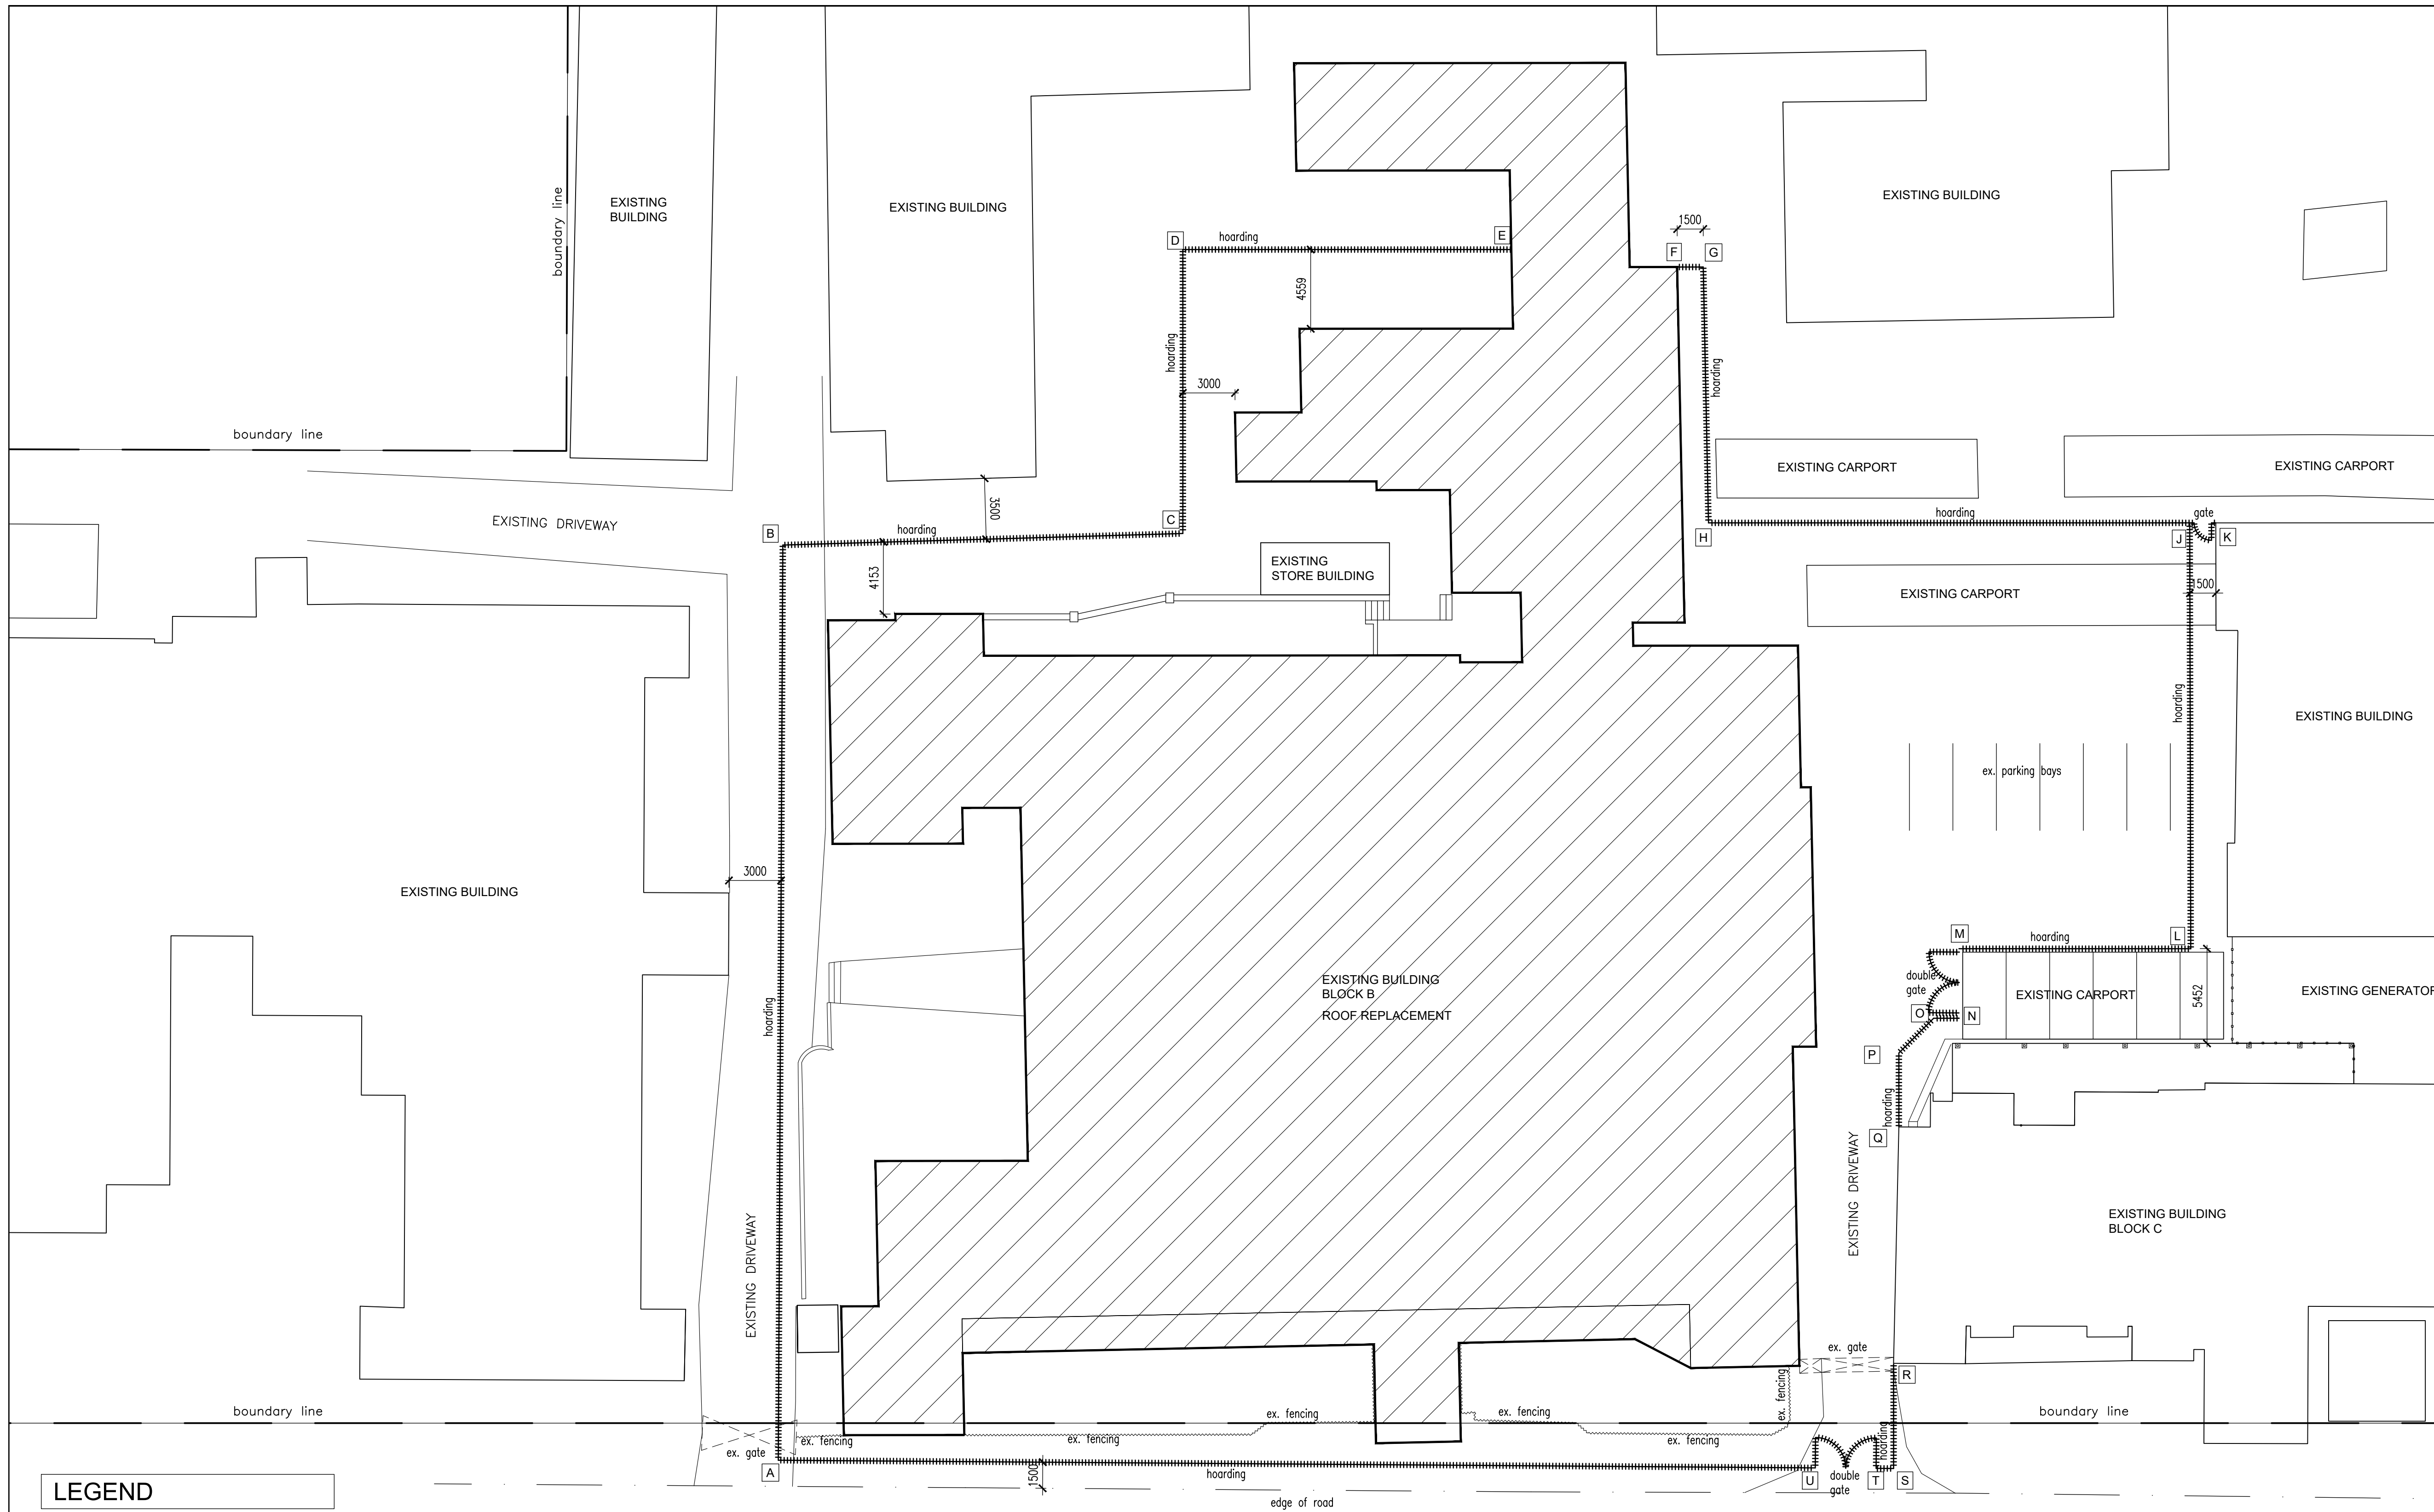 EXISTING
BUILDING
boundary line
EXISTING BUILDING
EXISTING BUILDING
1500
D
hoarding
E
F
G
4559
hoarding
hoarding
3000
boundary line
EXISTING CARPORT
EXISTING CARPORT
3500
EXISTING DRIVEWAY
B
hoarding
C
H
hoarding
gate
J
K
4153
EXISTING
STORE BUILDING
1500
EXISTING CARPORT
hoarding
EXISTING BUILDING
ex. parking bays
3000
EXISTING BUILDING
M
hoarding
L
double
gate
EXISTING BUILDING
BLOCK B
ROOF REPLACEMENT
EXISTING CARPORT
5452
EXISTING GENERATOR
hoarding
O
N
P
hoarding
Q
EXISTING DRIVEWAY
EXISTING DRIVEWAY
EXISTING BUILDING
BLOCK C
ex. gate
R
ex. fencing
boundary line
boundary line
ex. fencing
ex. fencing
ex. fencing
ex. fencing
ex. fencing
hoarding
ex. gate
A
1500
hoarding
U
double
gate
T
S
LEGEND
edge of road